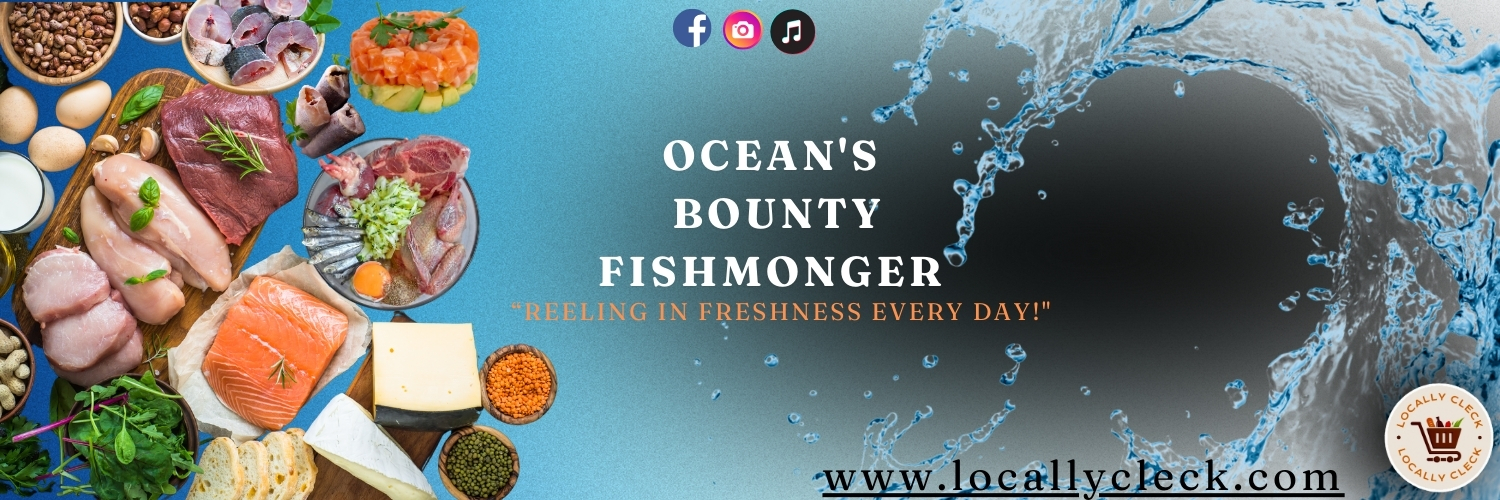 OCEAN'S
BOUNTY
FISHMONGER
“REELING IN FRESHNESS EVERY DAY!"
www.locallycleck.com
LOCALLY CLECK
LOCALLY CLECK